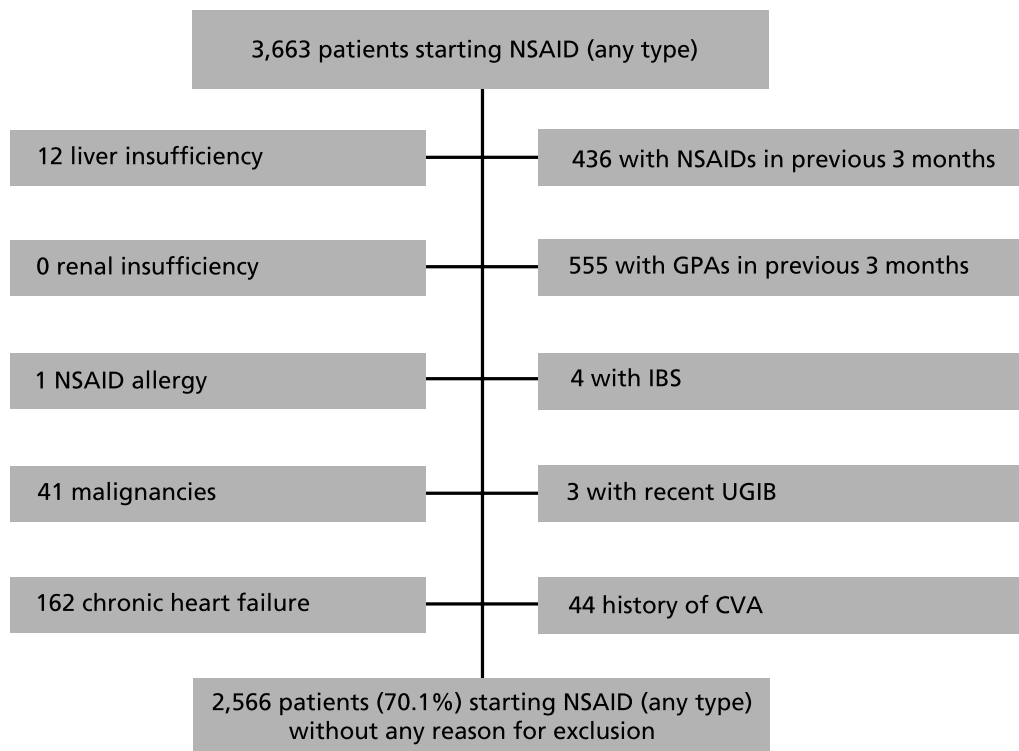 3,663 patients starting NSAID (any type)
12 liver insufficiency
436 with NSAIDs in previous 3 months
0 renal insufficiency
555 with GPAs in previous 3 months
1 NSAID allergy
4 with IBS
41 malignancies
3 with recent UGIB
162 chronic heart failure
44 history of CVA
2,566 patients (70.1%) starting NSAID (any type)
without any reason for exclusion